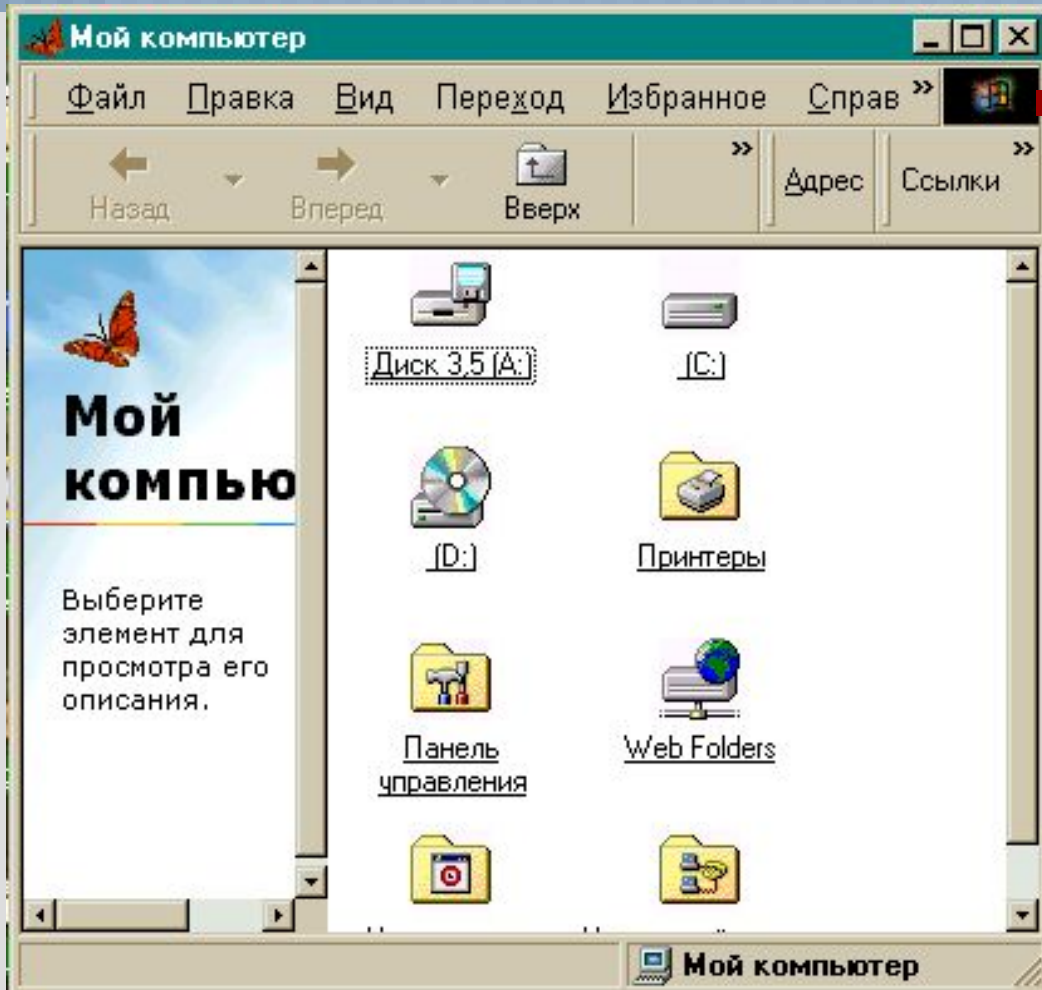 Мой компьютер
Файл Правка Вид Переход Избранное Справ »
Назад Вперед Вверх » Адрес Ссылки »
Мой
компью
Выберите
элемент для
просмотра его
описания.
Диск 3,5 (A:) (C:)
(D:) Принтеры
Панель
управления
Web Folders
Мой компьютер